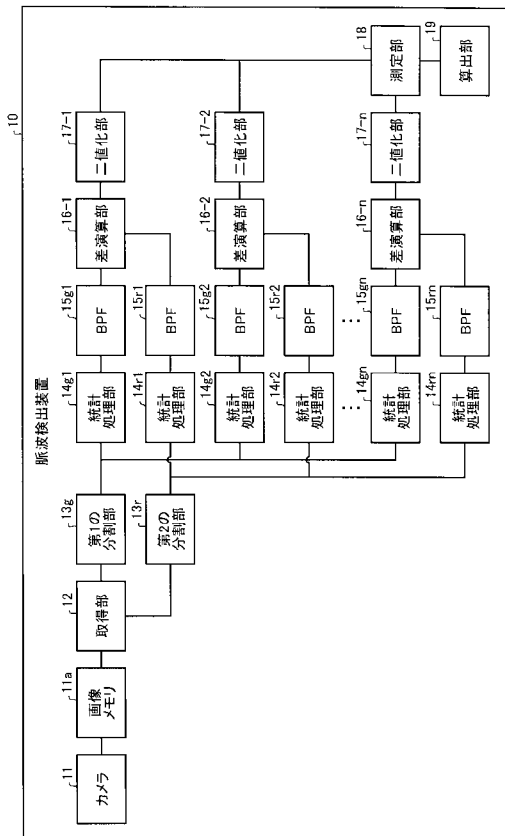 10
脈波検出装置
11
カメラ
11a
画像
メモリ
12
取得部
13g
第1の
分割部
13r
第2の
分割部
14g1
統計
処理部
15g1
BPF
16-1
差演算部
17-1
二値化部
14r1
統計
処理部
15r1
BPF
14g2
統計
処理部
15g2
BPF
16-2
差演算部
17-2
二値化部
14r2
統計
処理部
15r2
BPF
14gn
統計
処理部
15gn
BPF
16-n
差演算部
17-n
二値化部
14rn
統計
処理部
15rn
BPF
18
測定部
19
算出部